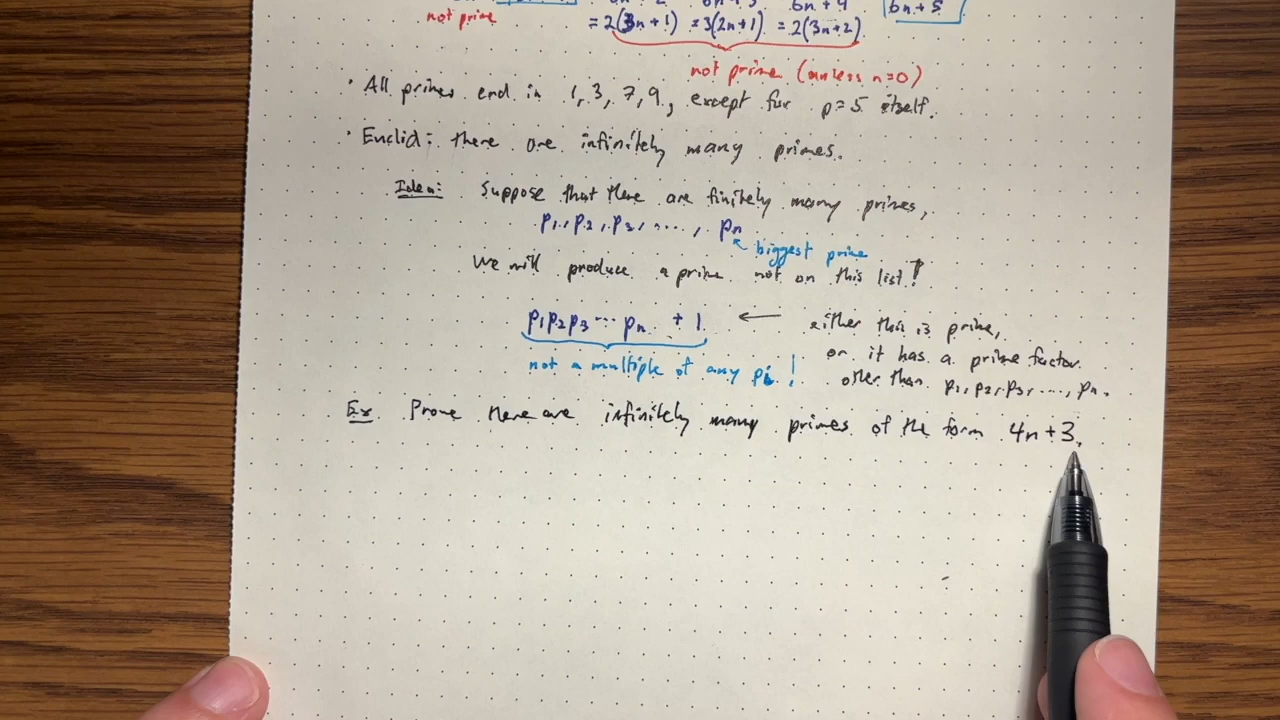 6n+4 6n+5
not prime = 2(3n+1) = 3(2n+1) = 2(3n+2)
not prime (unless n=0)
· All primes end in 1, 3, 7, 9, except for p=5 itself.
· Euclid: there are infinitely many primes.
Idea: Suppose that there are finitely many primes,
p1, p2, p3, ...., pn
biggest prime
We will produce a prime not on this list!
p1p2p3 ... pn + 1 ← either this is prime,
or it has a prime factor
not a multiple of any pi! other than p1, p2, p3, ..., pn.
Ex Prove there are infinitely many primes of the form 4n+3.